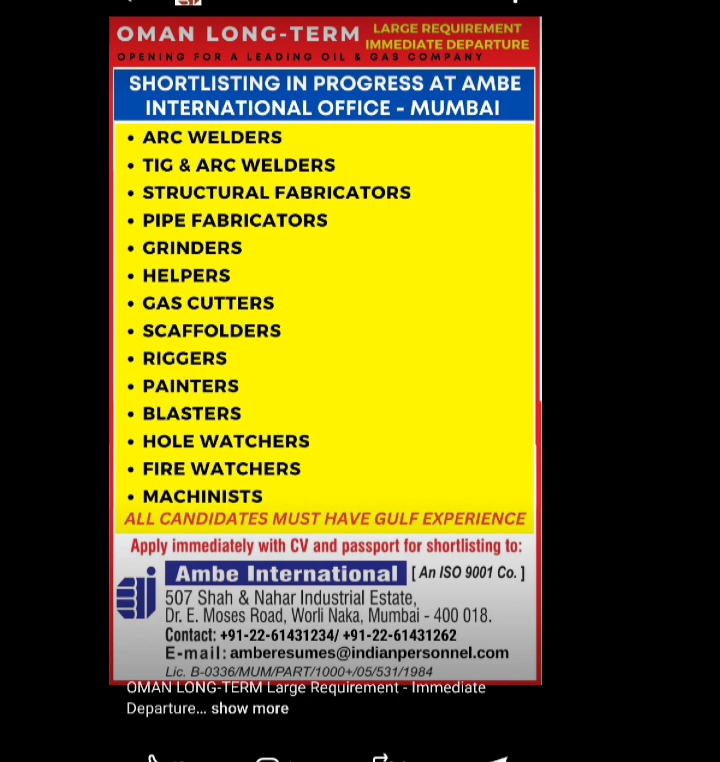 OMAN LONG-TERM
LARGE REQUIREMENT
IMMEDIATE DEPARTURE
OPENING FOR A LEADING OIL & GAS COMPANY
SHORTLISTING IN PROGRESS AT AMBE
INTERNATIONAL OFFICE - MUMBAI
• ARC WELDERS
• TIG & ARC WELDERS
• STRUCTURAL FABRICATORS
• PIPE FABRICATORS
• GRINDERS
• HELPERS
• GAS CUTTERS
• SCAFFOLDERS
• RIGGERS
• PAINTERS
• BLASTERS
• HOLE WATCHERS
• FIRE WATCHERS
• MACHINISTS
ALL CANDIDATES MUST HAVE GULF EXPERIENCE
Apply immediately with CV and passport for shortlisting to:
Ambe International [ An ISO 9001 Co. ]
507 Shah & Nahar Industrial Estate,
Dr. E. Moses Road, Worli Naka, Mumbai - 400 018.
Contact: +91-22-61431234/ +91-22-61431262
E-mail: amberesumes@indianpersonnel.com
Lic. B-0336/MUM/PART/1000+/05/531/1984
OMAN LONG-TERM Large Requirement - Immediate
Departure... show more